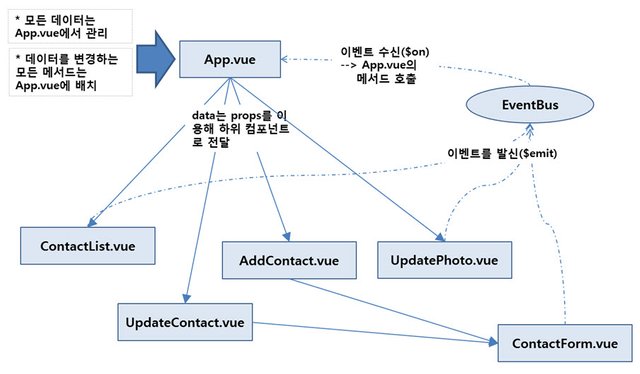 * 모든 데이터는
App.vue에서 관리
* 데이터를 변경하는
모든 메서드는
App.vue에 배치
App.vue
이벤트 수신($on)
--> App.vue의
메서드 호출
EventBus
data는 props를 이
용해 하위 컴포넌트
로 전달
이벤트를 발신($emit)
ContactList.vue
AddContact.vue
UpdatePhoto.vue
UpdateContact.vue
ContactForm.vue